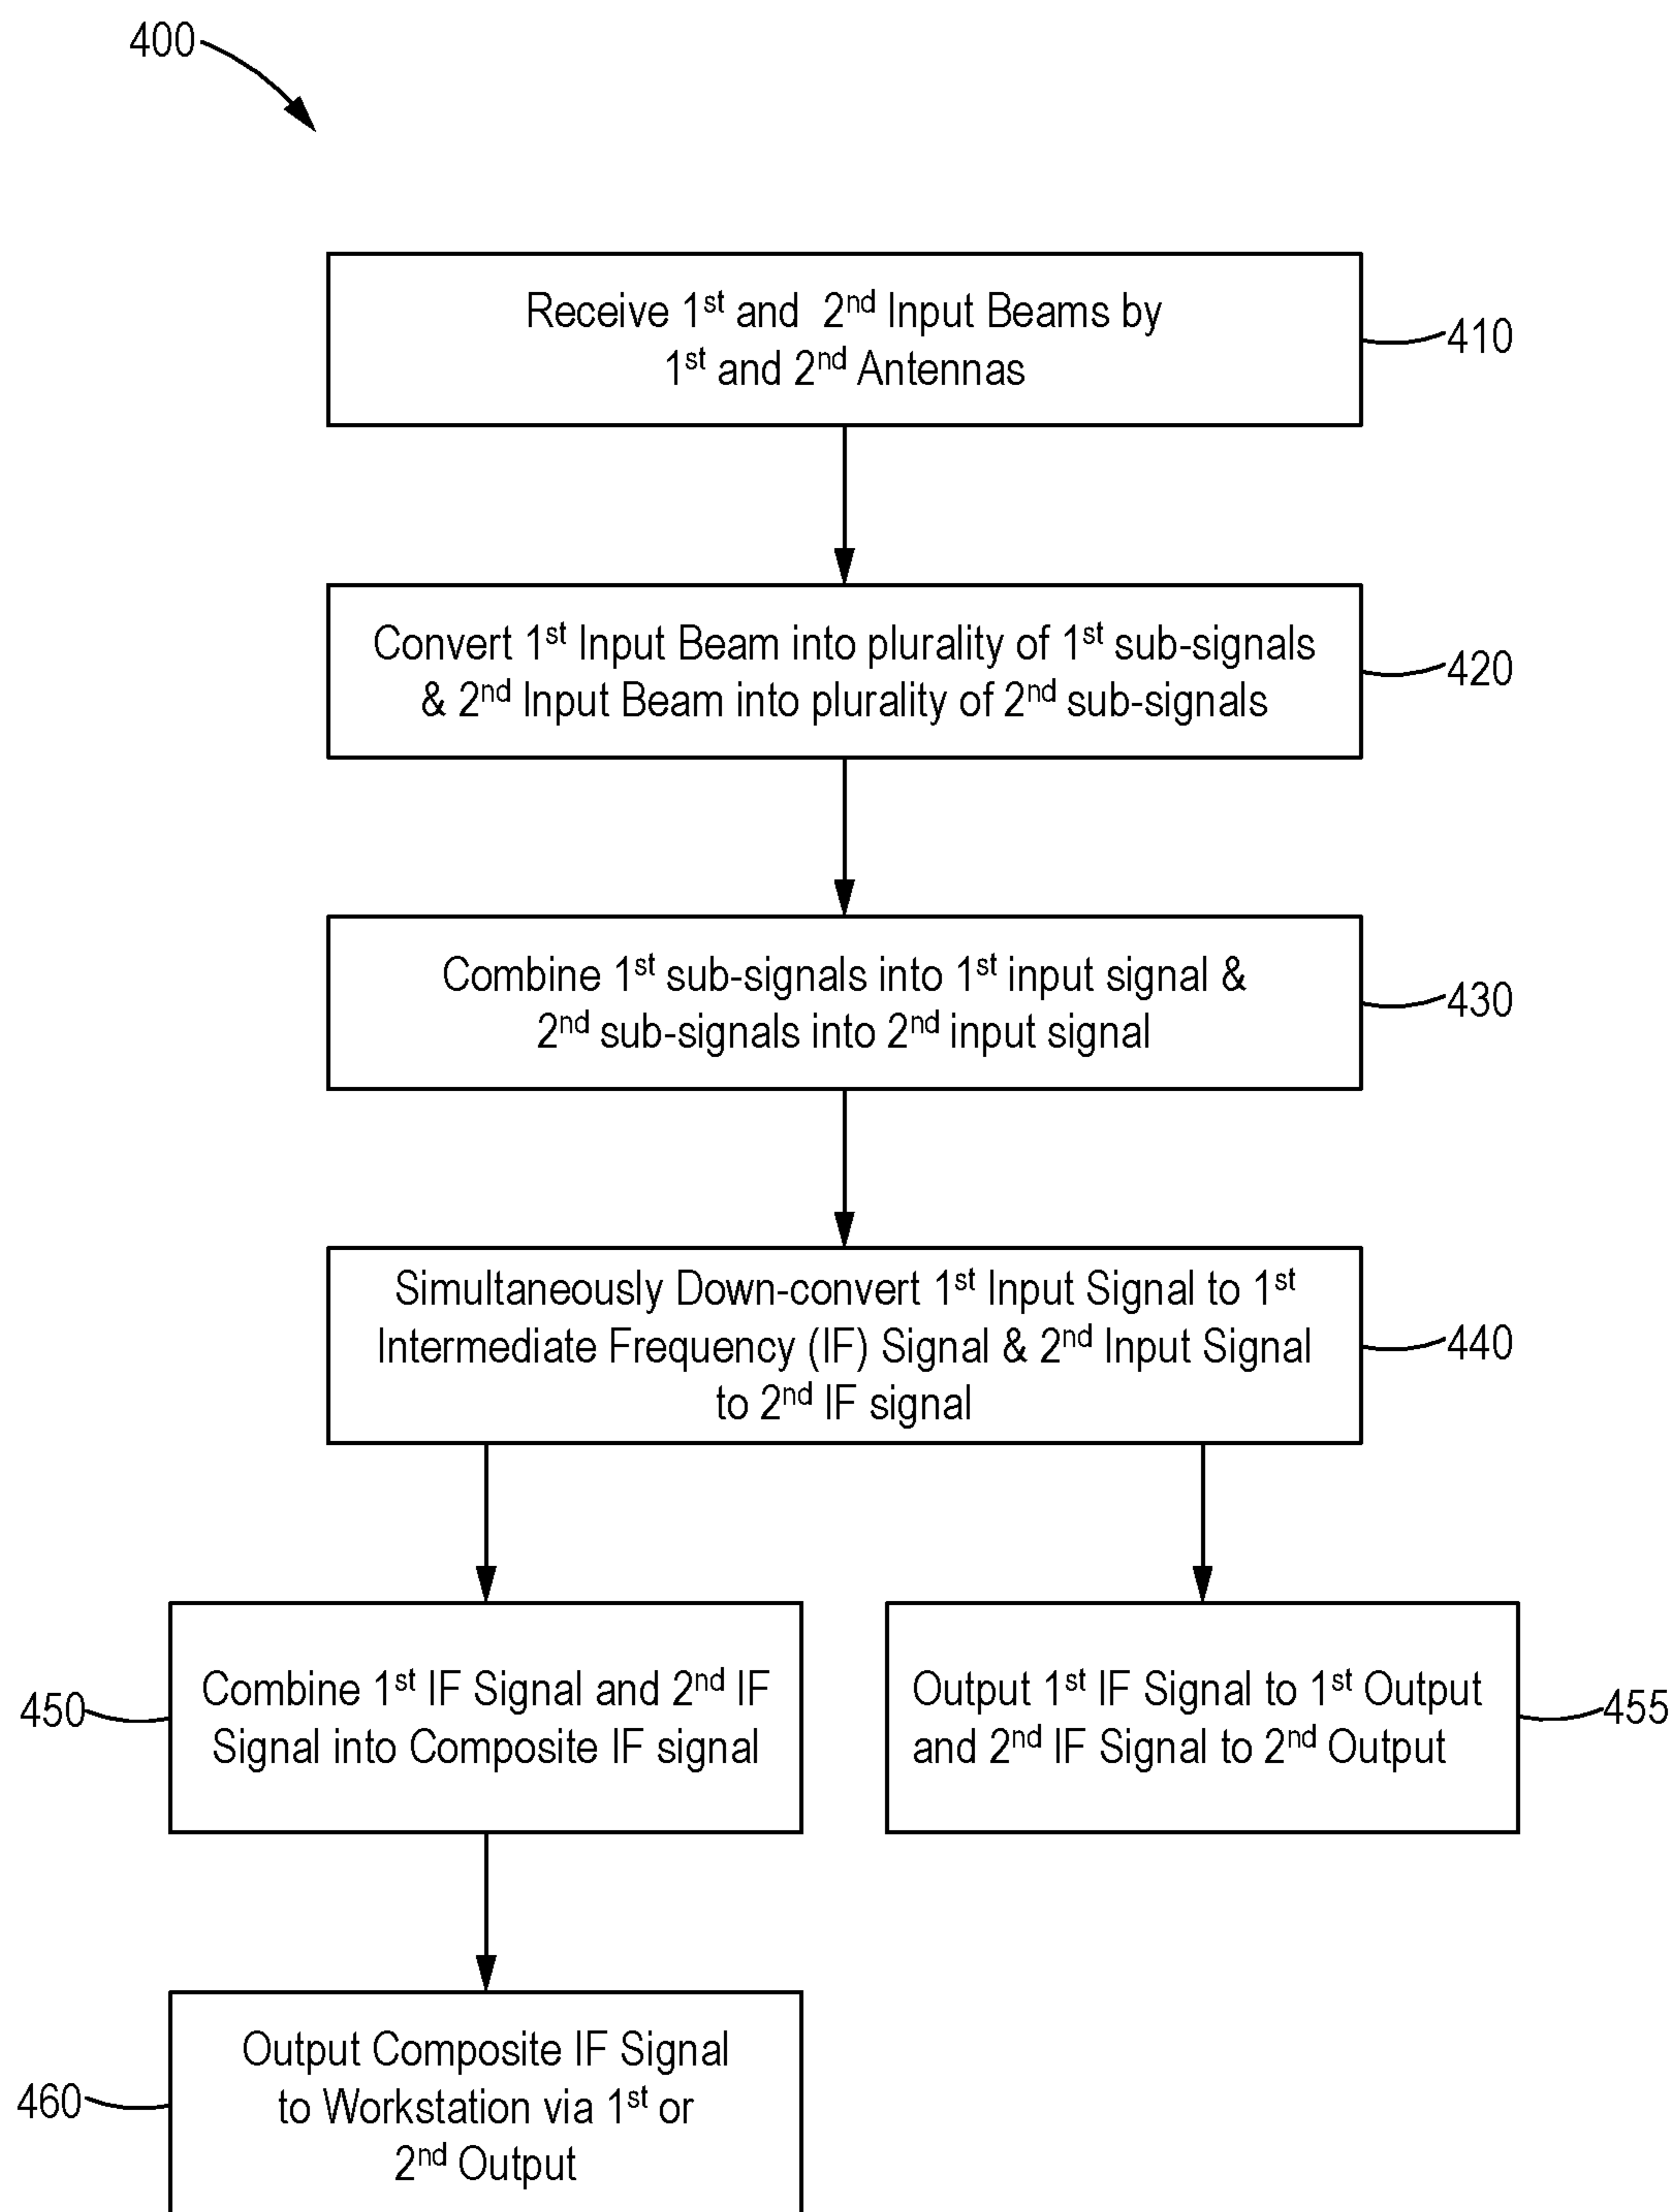 400
Receive 1st and 2nd Input Beams by
1st and 2nd Antennas
410
Convert 1st Input Beam into plurality of 1st sub-signals
& 2nd Input Beam into plurality of 2nd sub-signals
420
Combine 1st sub-signals into 1st input signal &
2nd sub-signals into 2nd input signal
430
Simultaneously Down-convert 1st Input Signal to 1st
Intermediate Frequency (IF) Signal & 2nd Input Signal
to 2nd IF signal
440
450
Combine 1st IF Signal and 2nd IF
Signal into Composite IF signal
Output 1st IF Signal to 1st Output
and 2nd IF Signal to 2nd Output
455
460
Output Composite IF Signal
to Workstation via 1st or
2nd Output